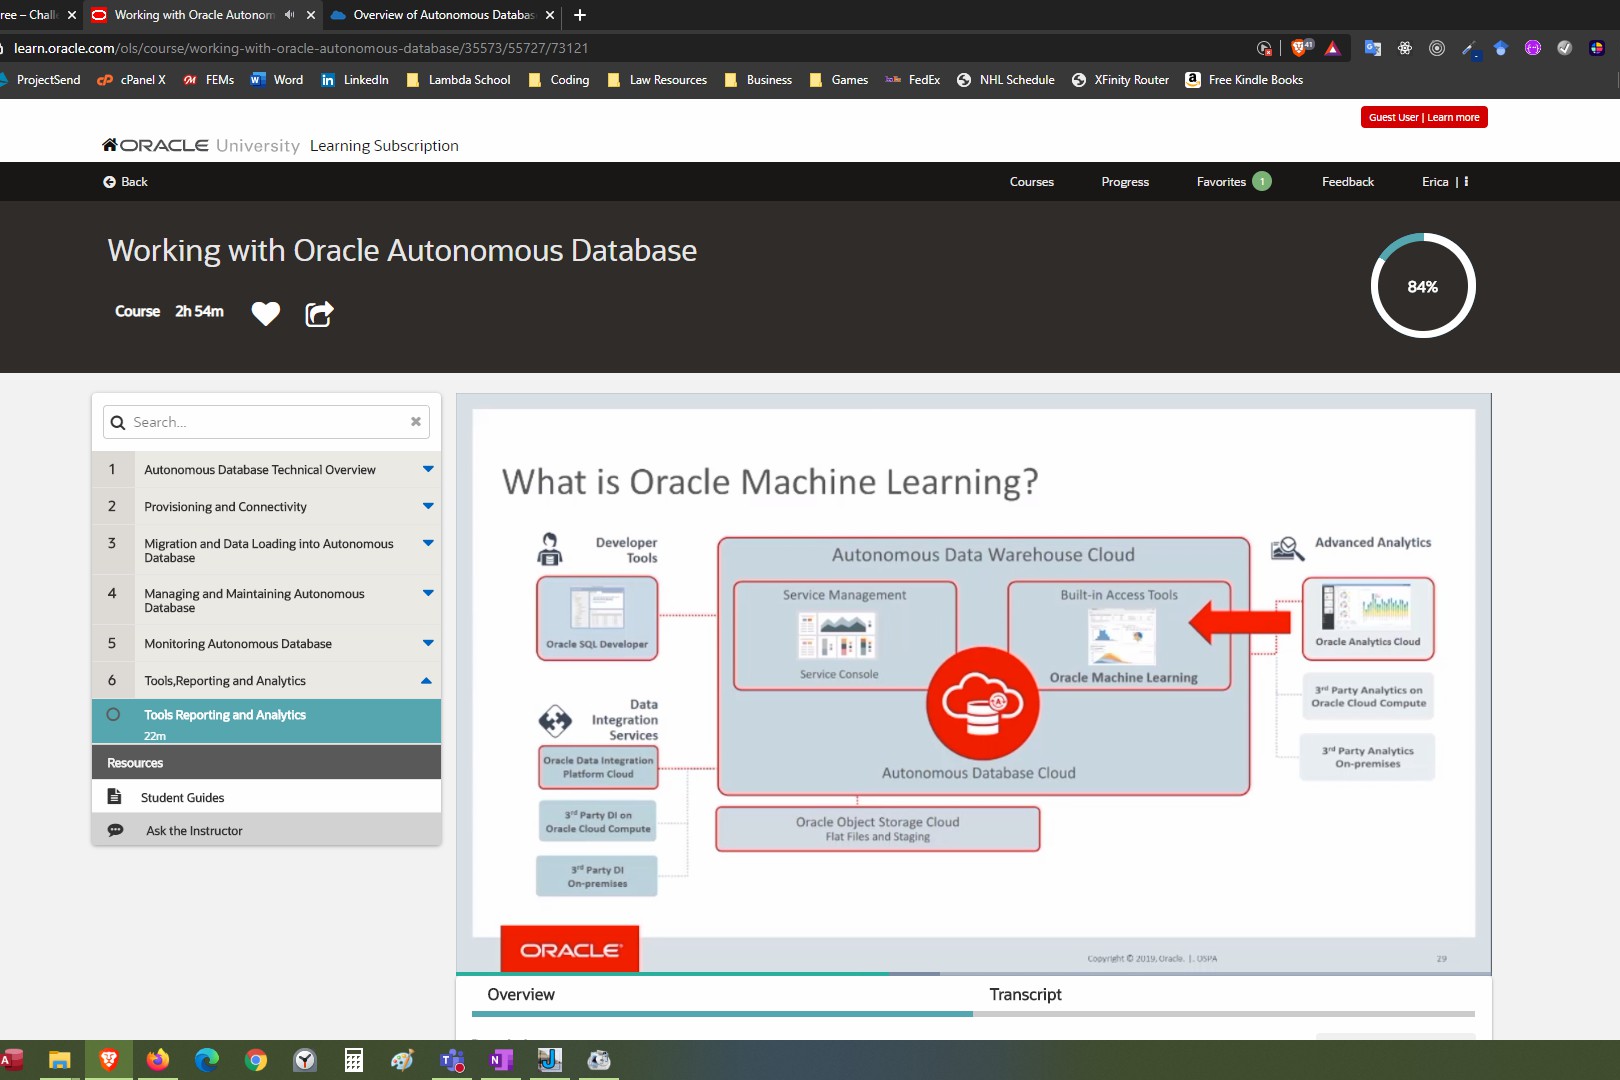 ree – Chall
Working with Oracle Autonom
Overview of Autonomous Databas
learn.oracle.com/ols/course/working-with-oracle-autonomous-database/35573/55727/73121
41
ProjectSend
cPanel X
FEMs
Word
LinkedIn
Lambda School
Coding
Law Resources
Business
Games
FedEx
NHL Schedule
XFinity Router
Free Kindle Books
Guest User | Learn more
ORACLE University Learning Subscription
Back
Courses
Progress
Favorites 1
Feedback
Erica |
Working with Oracle Autonomous Database
Course 2h 54m
84%
Search...
1 Autonomous Database Technical Overview
2 Provisioning and Connectivity
3 Migration and Data Loading into Autonomous
Database
4 Managing and Maintaining Autonomous
Database
5 Monitoring Autonomous Database
6 Tools,Reporting and Analytics
Tools Reporting and Analytics
22m
Resources
Student Guides
Ask the Instructor
What is Oracle Machine Learning?
Developer
Tools
Oracle SQL Developer
Data
Integration
Services
Oracle Data Integration
Platform Cloud
3rd Party DI on
Oracle Cloud Compute
3rd Party DI
On-premises
Autonomous Data Warehouse Cloud
Service Management
Service Console
Built-in Access Tools
Oracle Machine Learning
Autonomous Database Cloud
Oracle Object Storage Cloud
Flat Files and Staging
Advanced Analytics
Oracle Analytics Cloud
3rd Party Analytics on
Oracle Cloud Compute
3rd Party Analytics
On-premises
ORACLE
Copyright © 2019, Oracle. |. OSPA
29
Overview
Transcript